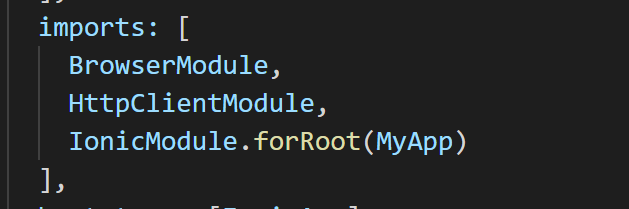 imports: [
BrowserModule,
HttpClientModule,
IonicModule.forRoot(MyApp)
],